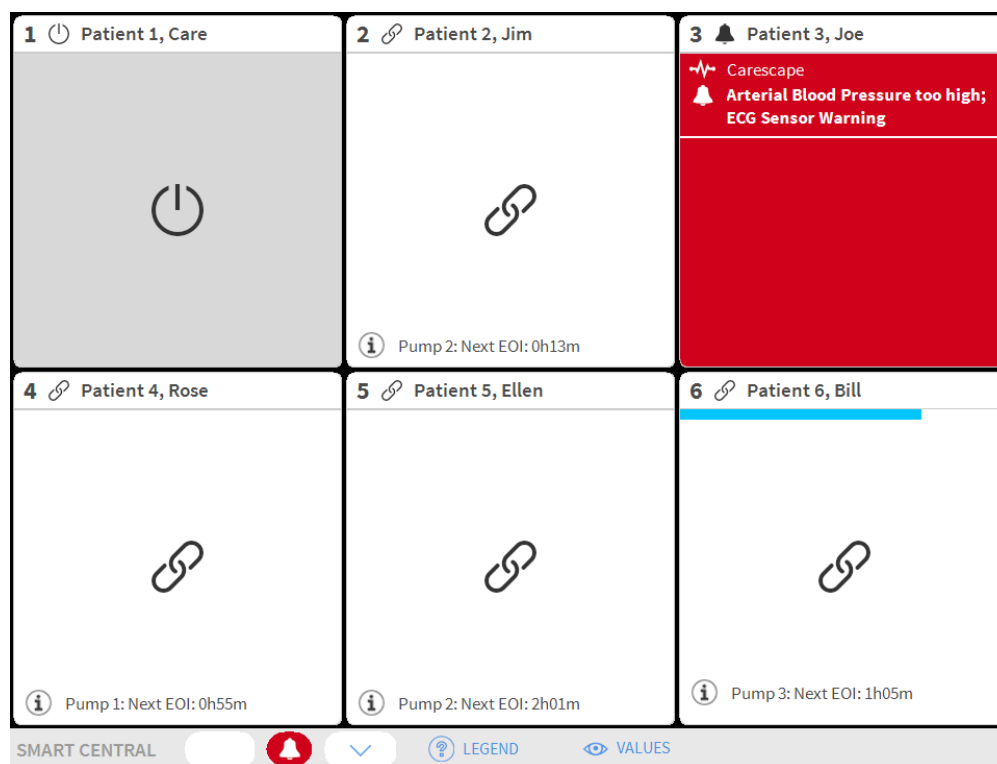 1 Patient 1, Care
2 Patient 2, Jim
3 Patient 3, Joe
Carescape
Arterial Blood Pressure too high;
ECG Sensor Warning
Pump 2: Next EOI: 0h13m
4 Patient 4, Rose
5 Patient 5, Ellen
6 Patient 6, Bill
Pump 1: Next EOI: 0h55m
Pump 2: Next EOI: 2h01m
Pump 3: Next EOI: 1h05m
SMART CENTRAL
LEGEND
VALUES